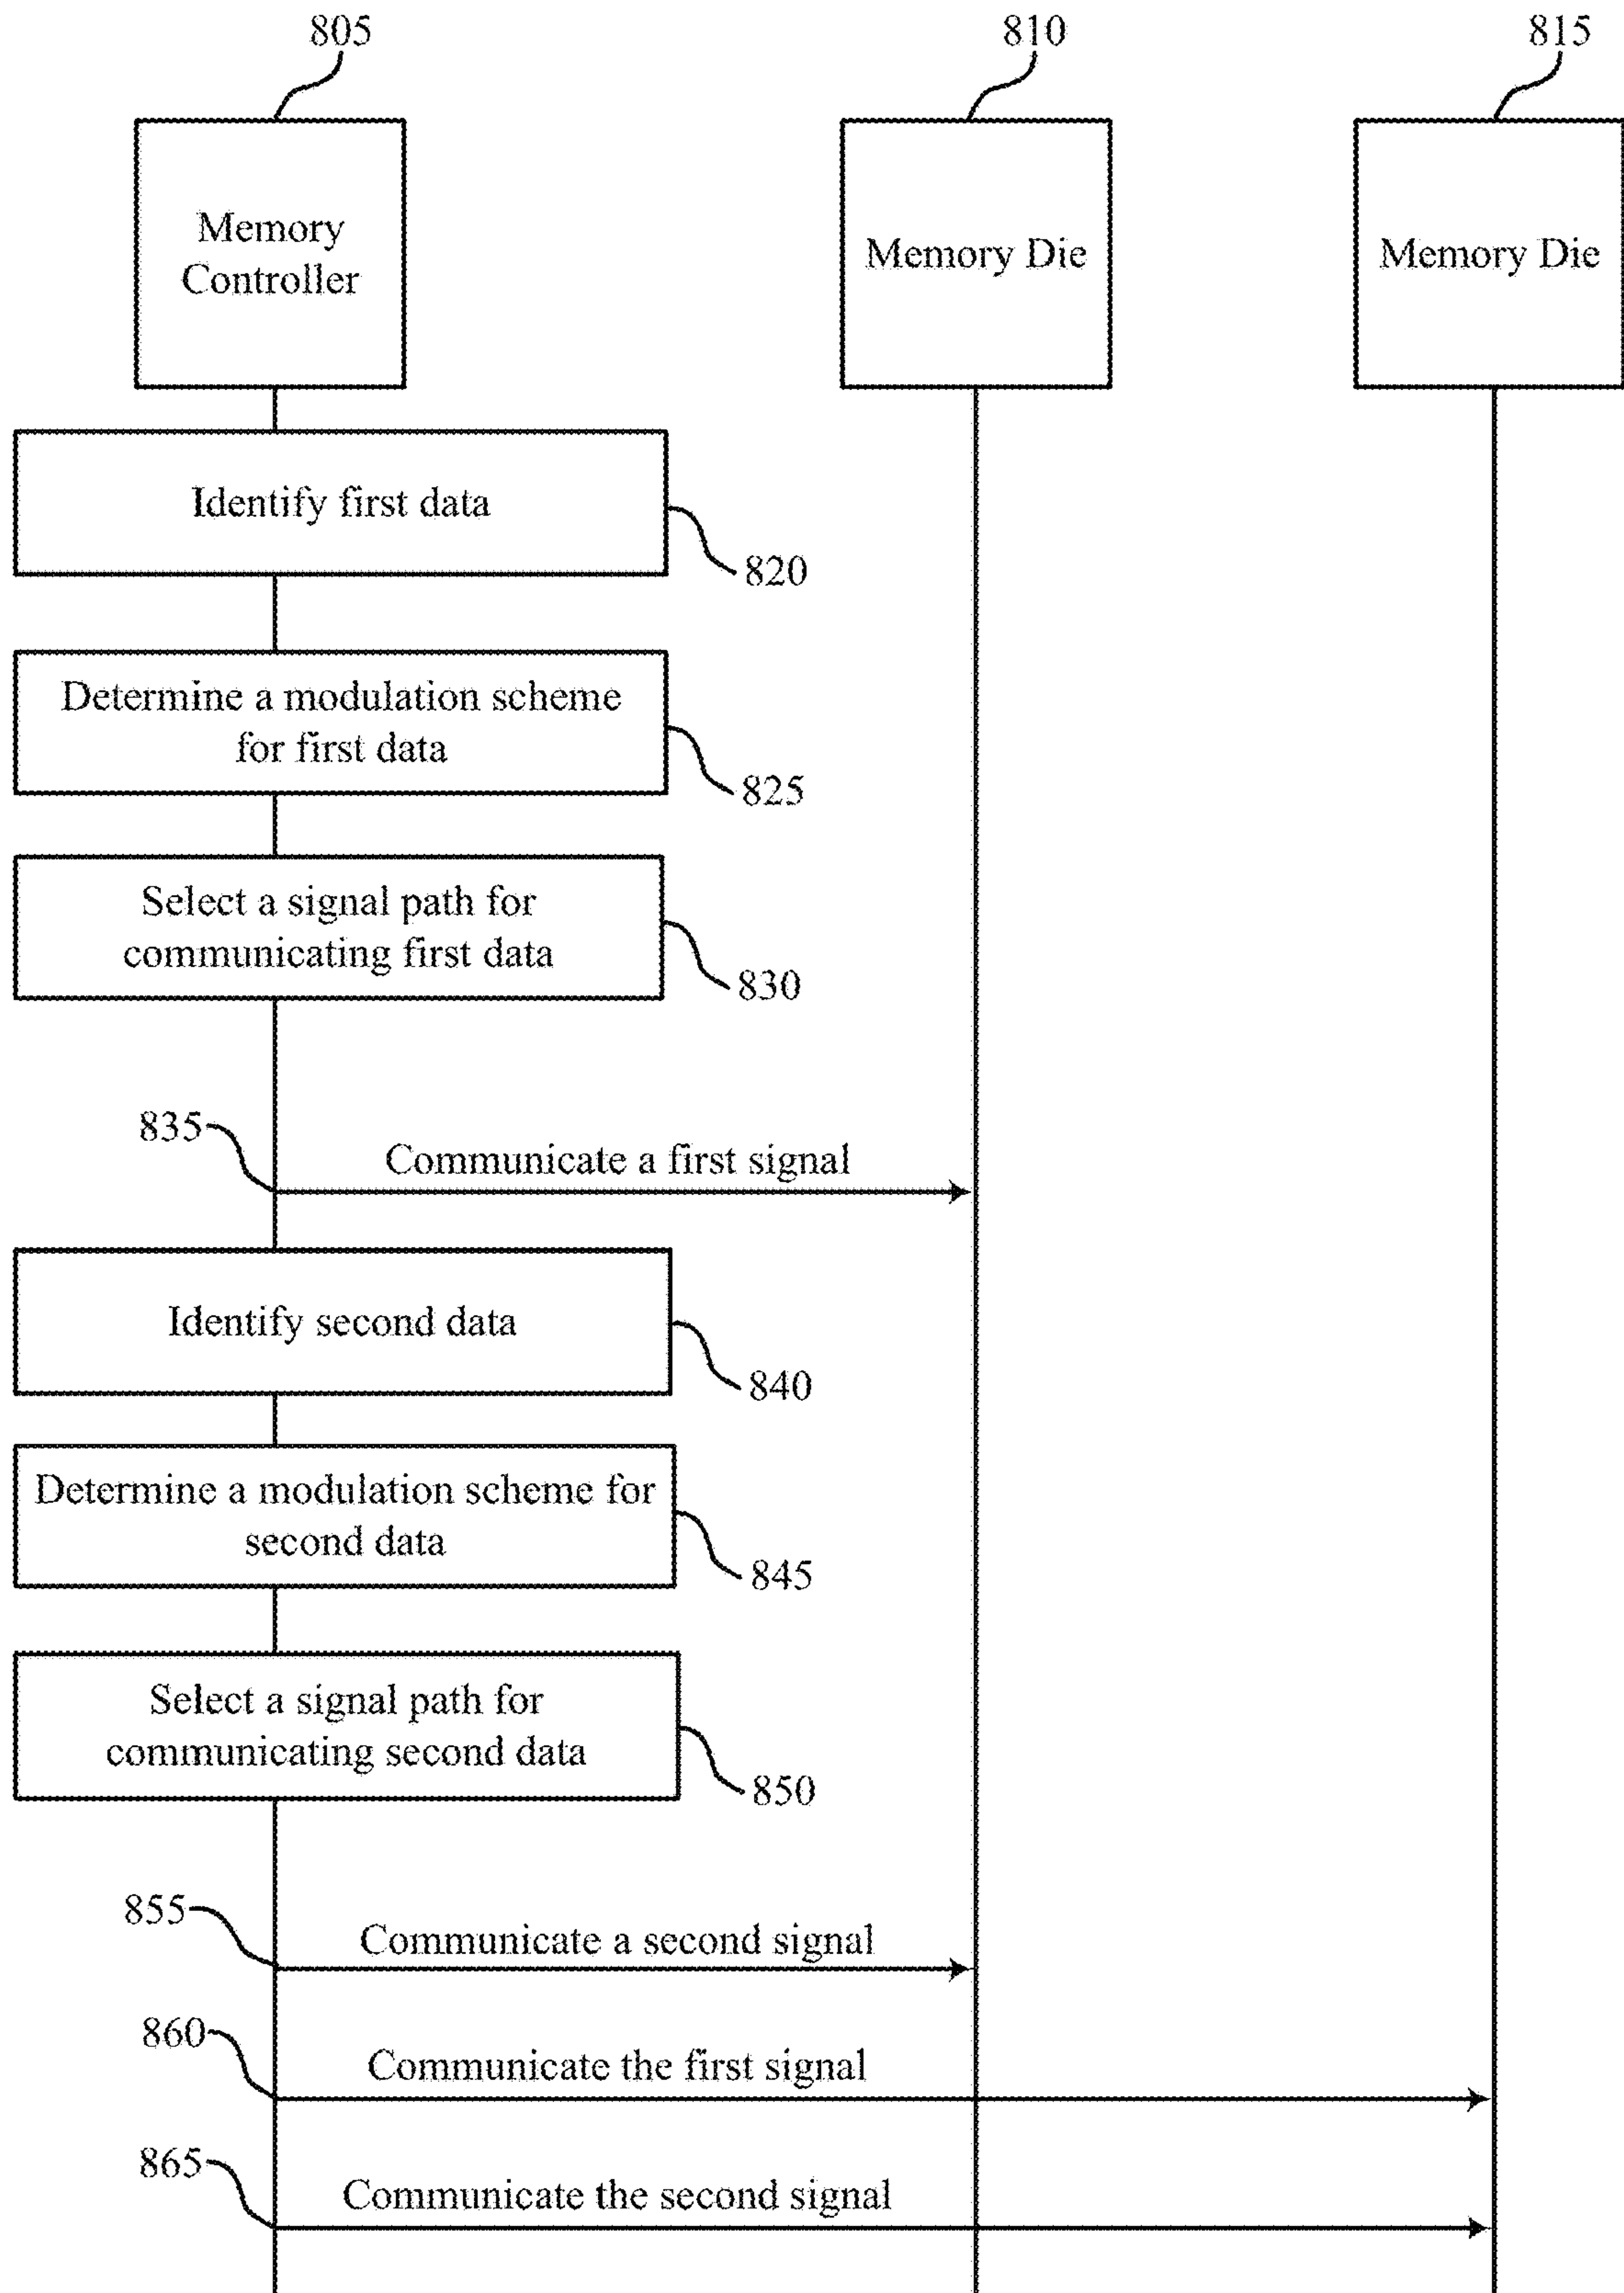 805
810
815
Memory
Controller
Memory Die
Memory Die
Identify first data
820
Determine a modulation scheme
for first data
825
Select a signal path for
communicating first data
830
835
Communicate a first signal
Identify second data
840
Determine a modulation scheme for
second data
845
Select a signal path for
communicating second data
850
855
Communicate a second signal
860
Communicate the first signal
865
Communicate the second signal